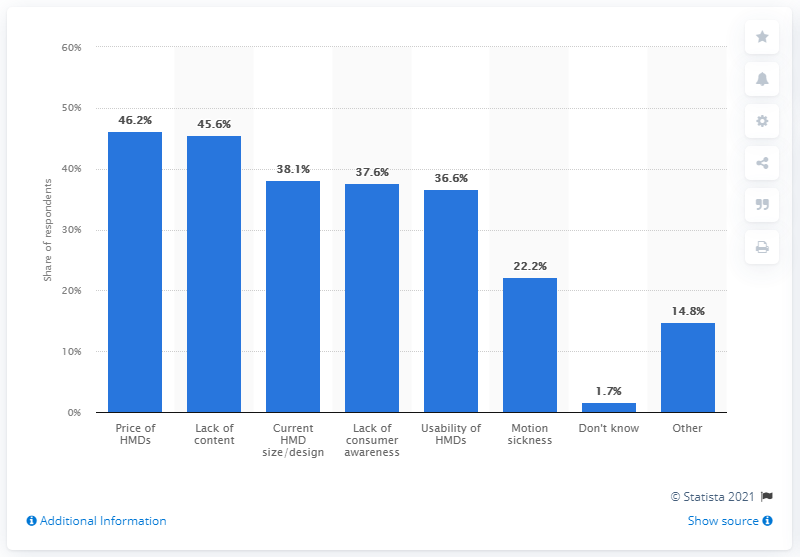 60%
50%
40%
30%
20%
10%
0%
Share of respondents
46.2%
45.6%
38.1%
37.6%
36.6%
22.2%
1.7%
14.8%
Price of
HMDs
Lack of
content
Current
HMD
size/design
Lack of
consumer
awareness
Usability of
HMDs
Motion
sickness
Don't know
Other
© Statista 2021
Additional Information
Show source